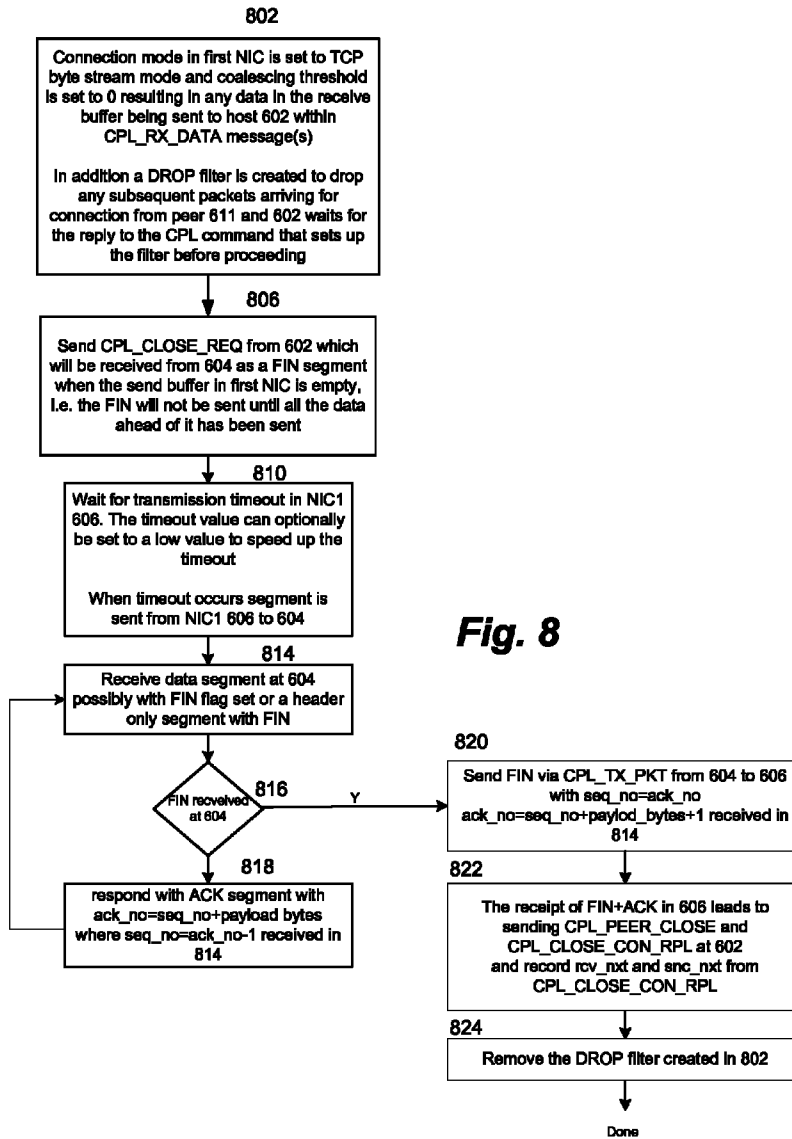 802
Connection mode in first NIC is set to TCP
byte stream mode and coalescing threshold
is set to 0 resulting in any data in the receive
buffer being sent to host 602 within
CPL_RX_DATA message(s)
In addition a DROP filter is created to drop
any subsequent packets arriving for
connection from peer 611 and 602 waits for
the reply to the CPL command that sets up
the filter before proceeding
806
Send CPL_CLOSE_REQ from 602 which
will be received from 604 as a FIN segment
when the send buffer in first NIC is empty,
I.e. the FIN will not be sent until all the data
ahead of it has been sent
810
Wait for transmission timeout in NIC1
606. The timeout value can optionally
be set to a low value to speed up the
timeout
When timeout occurs segment is
sent from NIC1 606 to 604
Fig. 8
814
Receive data segment at 604
possibly with FIN flag set or a header
only segment with FIN
816
FIN recveived
at 604
Y
818
respond with ACK segment with
ack_no=seq_no+payload bytes
where seq_no=ack_no-1 received in
814
820
Send FIN via CPL_TX_PKT from 604 to 606
with seq_no=ack_no
ack_no=seq_no+paylod_bytes+1 received in
814
822
The receipt of FIN+ACK in 606 leads to
sending CPL_PEER_CLOSE and
CPL_CLOSE_CON_RPL at 602
and record rcv_nxt and snc_nxt from
CPL_CLOSE_CON_RPL
824
Remove the DROP filter created in 802
Done